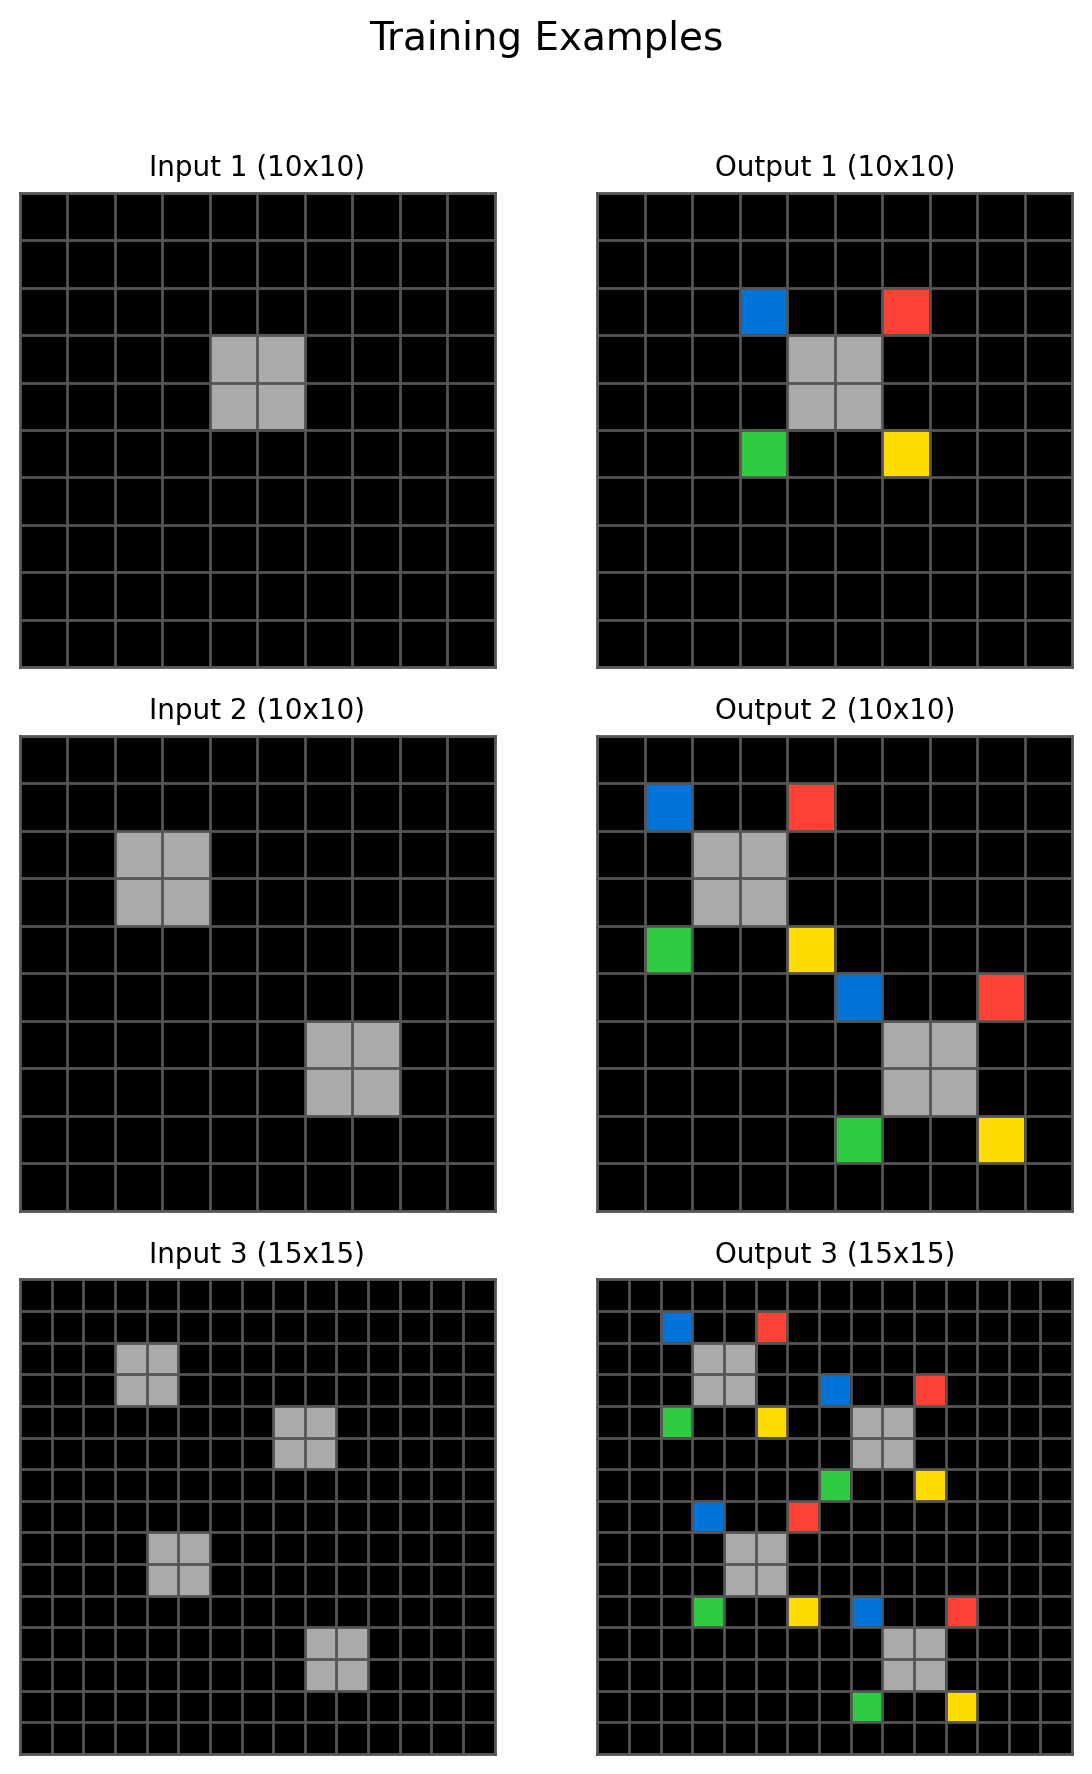 Training Examples
Input 1 (10x10)
Output 1 (10x10)
Input 2 (10x10)
Output 2 (10x10)
Input 3 (15x15)
Output 3 (15x15)